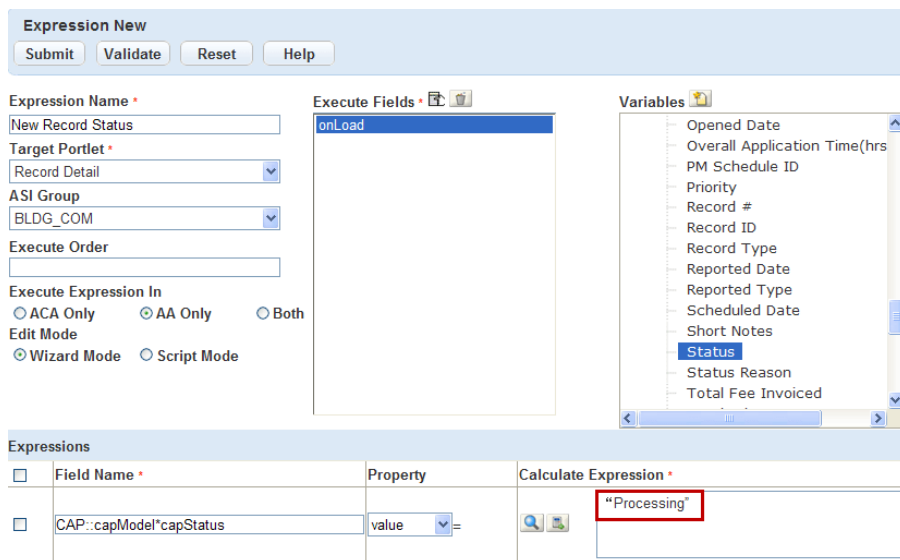 Expression New
Submit Validate Reset Help
Expression Name *
New Record Status
Target Portlet *
Record Detail
ASI Group
BLDG_COM
Execute Order
Execute Expression In
ACA Only AA Only Both
Edit Mode
Wizard Mode Script Mode
Execute Fields *
onLoad
Variables
Opened Date
Overall Application Time(hrs
PM Schedule ID
Priority
Record #
Record ID
Record Type
Reported Date
Reported Type
Scheduled Date
Short Notes
Status
Status Reason
Total Fee Invoiced
Expressions
Field Name * Property Calculate Expression *
CAP::capModel*capStatus value = “Processing”